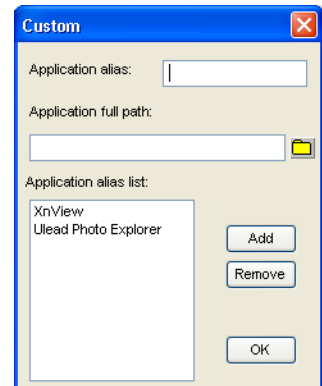 Custom
Application alias:
Application full path:
Application alias list:
XnView
Ulead Photo Explorer
Add
Remove
OK